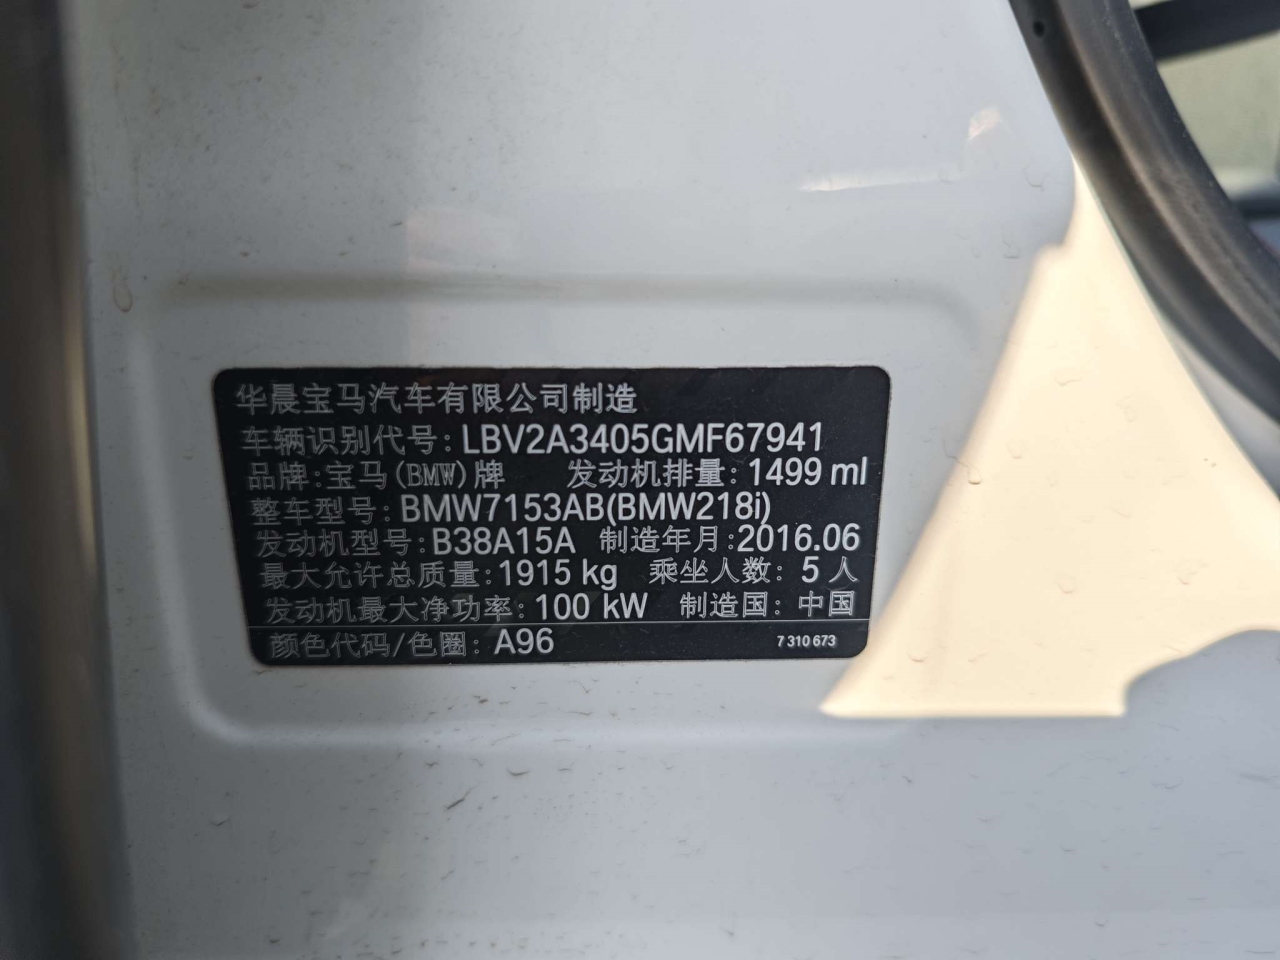 华晨宝马汽车有限公司制造
车辆识别代号: LBV2A3405GMF67941
品牌: 宝马(BMW)牌 发动机排量: 1499 ml
整车型号: BMW7153AB(BMW218i)
发动机型号: B38A15A 制造年月: 2016.06
最大允许总质量: 1915 kg 乘坐人数: 5 人
发动机最大净功率: 100 kW 制造国: 中国
颜色代码/色圈: A96 7 310 673